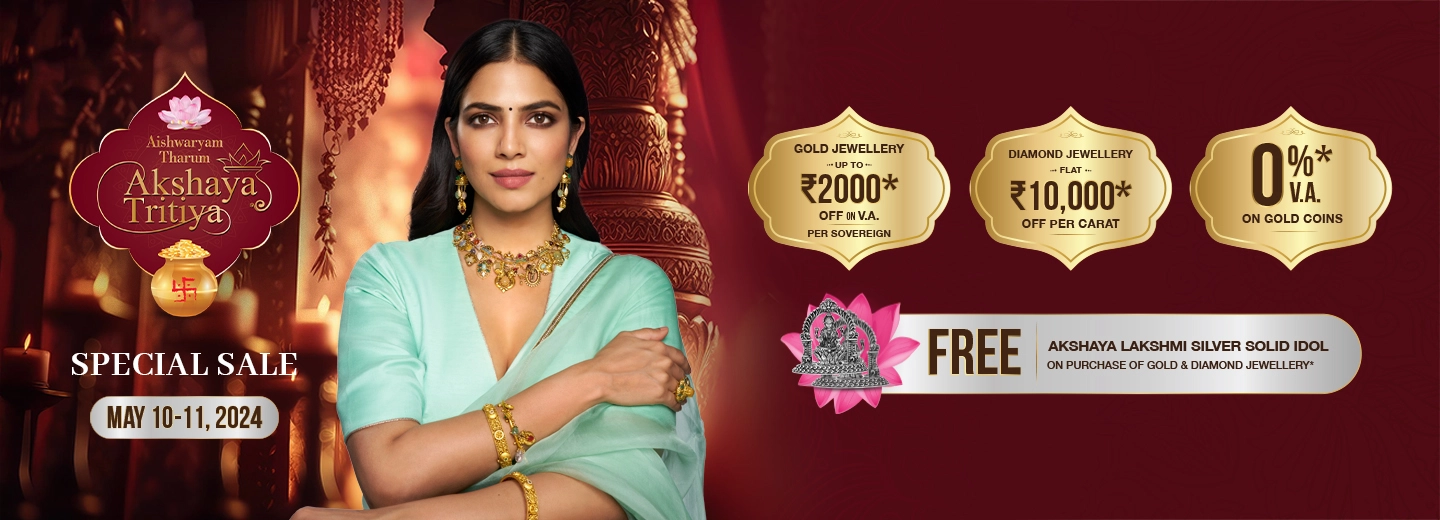 Aishwaryam
Tharum
Akshaya
Tritiya
SPECIAL SALE
MAY 10-11, 2024
GOLD JEWELLERY
UP TO
₹2000*
OFF ON V.A.
PER SOVEREIGN
DIAMOND JEWELLERY
FLAT
₹10,000*
OFF PER CARAT
0%*
V.A.
ON GOLD COINS
FREE
AKSHAYA LAKSHMI SILVER SOLID IDOL
ON PURCHASE OF GOLD & DIAMOND JEWELLERY*